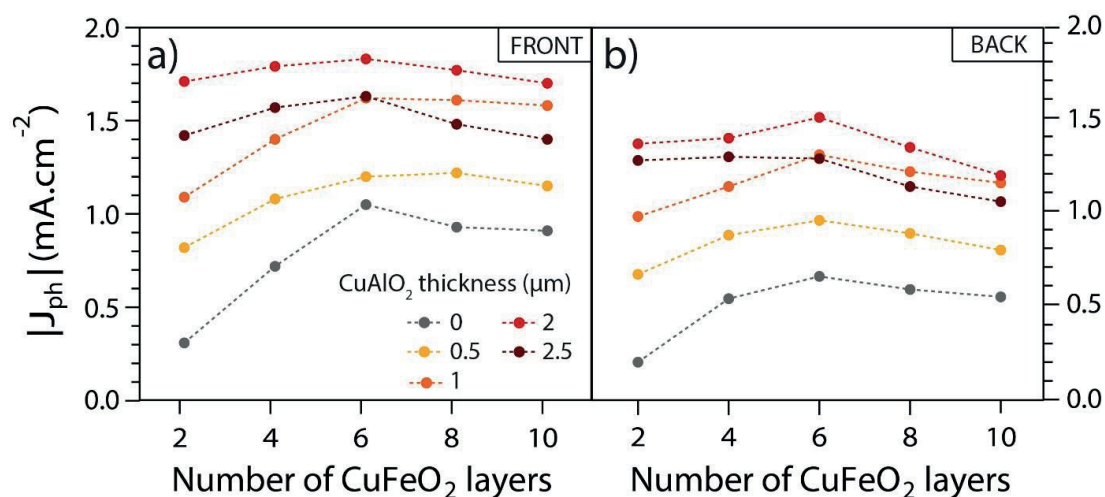 a)
FRONT
b)
BACK
|J_ph| (mA.cm⁻²)
2.0
1.5
1.0
0.5
0.0
CuAlO₂ thickness (μm)
0 2
0.5 2.5
1
2.0
1.5
1.0
0.5
0.0
2 4 6 8 10
2 4 6 8 10
Number of CuFeO₂ layers
Number of CuFeO₂ layers